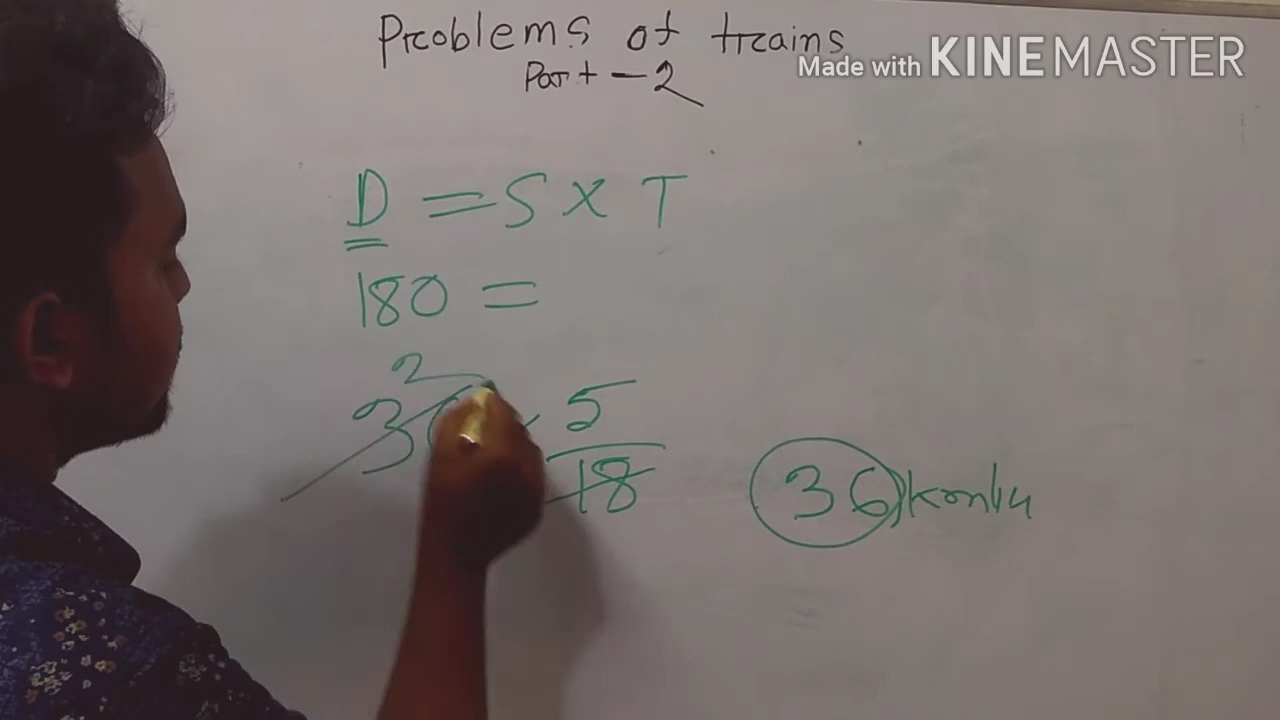 Problems of trains
Made with KINEMASTER
Part - 2
D = S X T
180 =
2
5
18
36